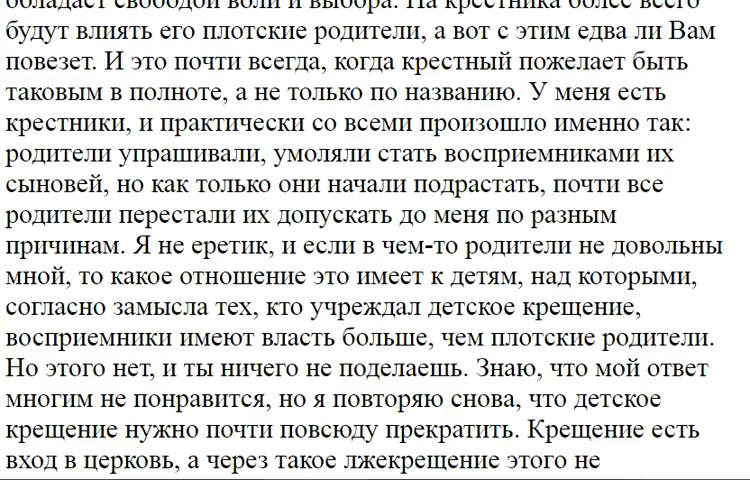 обладает свободой воли и выбора. На крестника более всего
будут влиять его плотские родители, а вот с этим едва ли Вам
повезет. И это почти всегда, когда крестный пожелает быть
таковым в полноте, а не только по названию. У меня есть
крестники, и практически со всеми произошло именно так:
родители упрашивали, умоляли стать восприемниками их
сыновей, но как только они начали подрастать, почти все
родители перестали их допускать до меня по разным
причинам. Я не еретик, и если в чем-то родители не довольны
мной, то какое отношение это имеет к детям, над которыми,
согласно замысла тех, кто учреждал детское крещение,
восприемники имеют власть больше, чем плотские родители.
Но этого нет, и ты ничего не поделаешь. Знаю, что мой ответ
многим не понравится, но я повторяю снова, что детское
крещение нужно почти повсюду прекратить. Крещение есть
вход в церковь, а через такое лжекрещение этого не